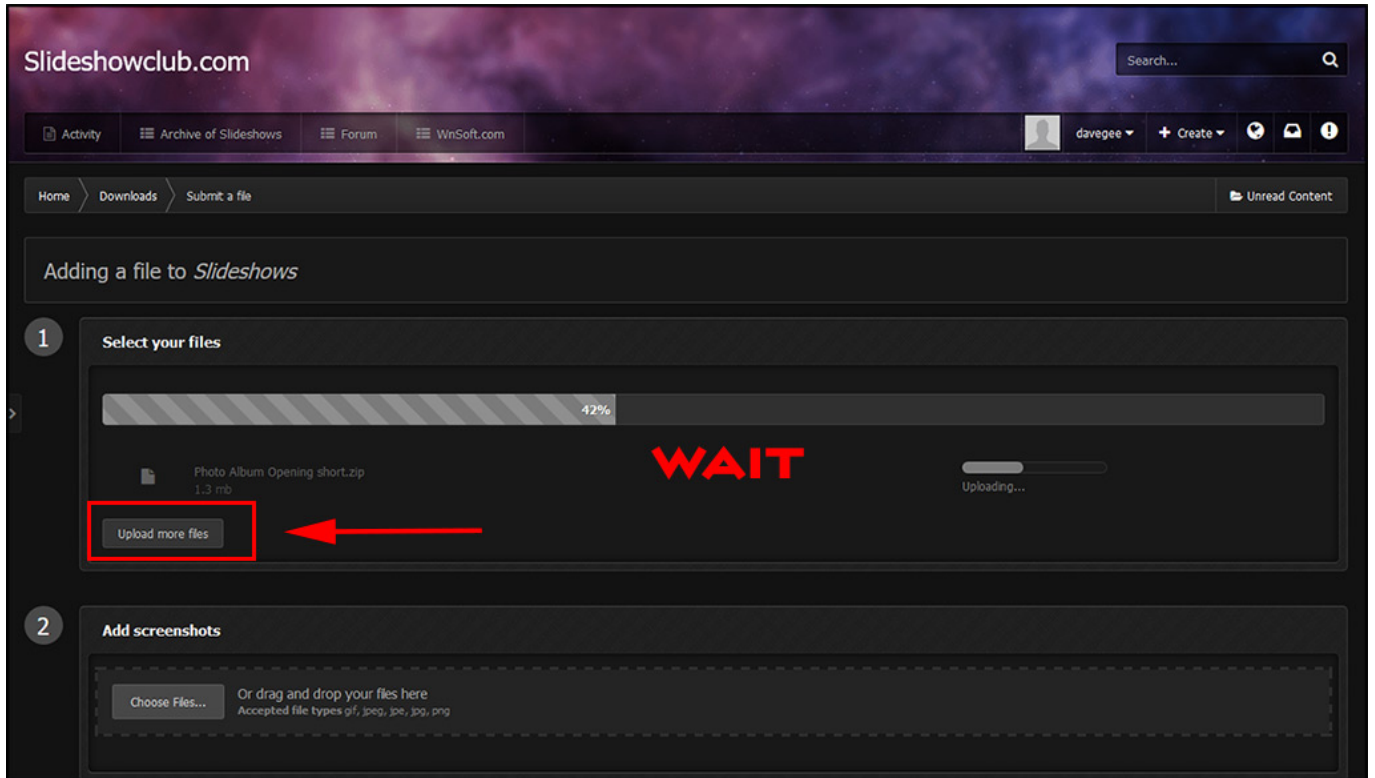 Slideshowclub.com
Search...
Activity
Archive of Slideshows
Forum
WnSoft.com
davegee
+ Create
Home
Downloads
Submit a file
Unread Content
Adding a file to Slideshows
1
Select your files
42%
WAIT
Photo Album Opening short.zip
1.3 mb
Uploading...
Upload more files
2
Add screenshots
Choose Files...
Or drag and drop your files here
Accepted file types gif, jpeg, jpe, jpg, png